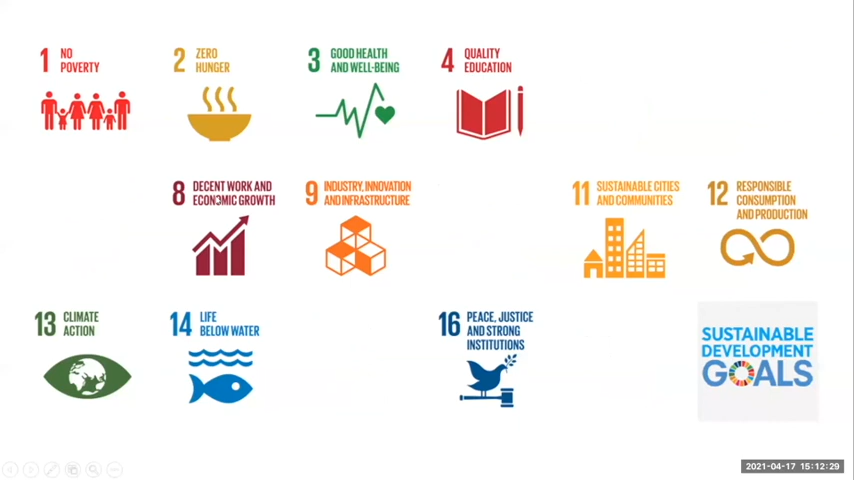 1 NO
POVERTY
2 ZERO
HUNGER
3 GOOD HEALTH
AND WELL-BEING
4 QUALITY
EDUCATION
8 DECENT WORK AND
ECONOMIC GROWTH
9 INDUSTRY, INNOVATION
AND INFRASTRUCTURE
11 SUSTAINABLE CITIES
AND COMMUNITIES
12 RESPONSIBLE
CONSUMPTION
AND PRODUCTION
13 CLIMATE
ACTION
14 LIFE
BELOW WATER
16 PEACE, JUSTICE
AND STRONG
INSTITUTIONS
SUSTAINABLE
DEVELOPMENT
GOALS
2021-04-17 15:12:29